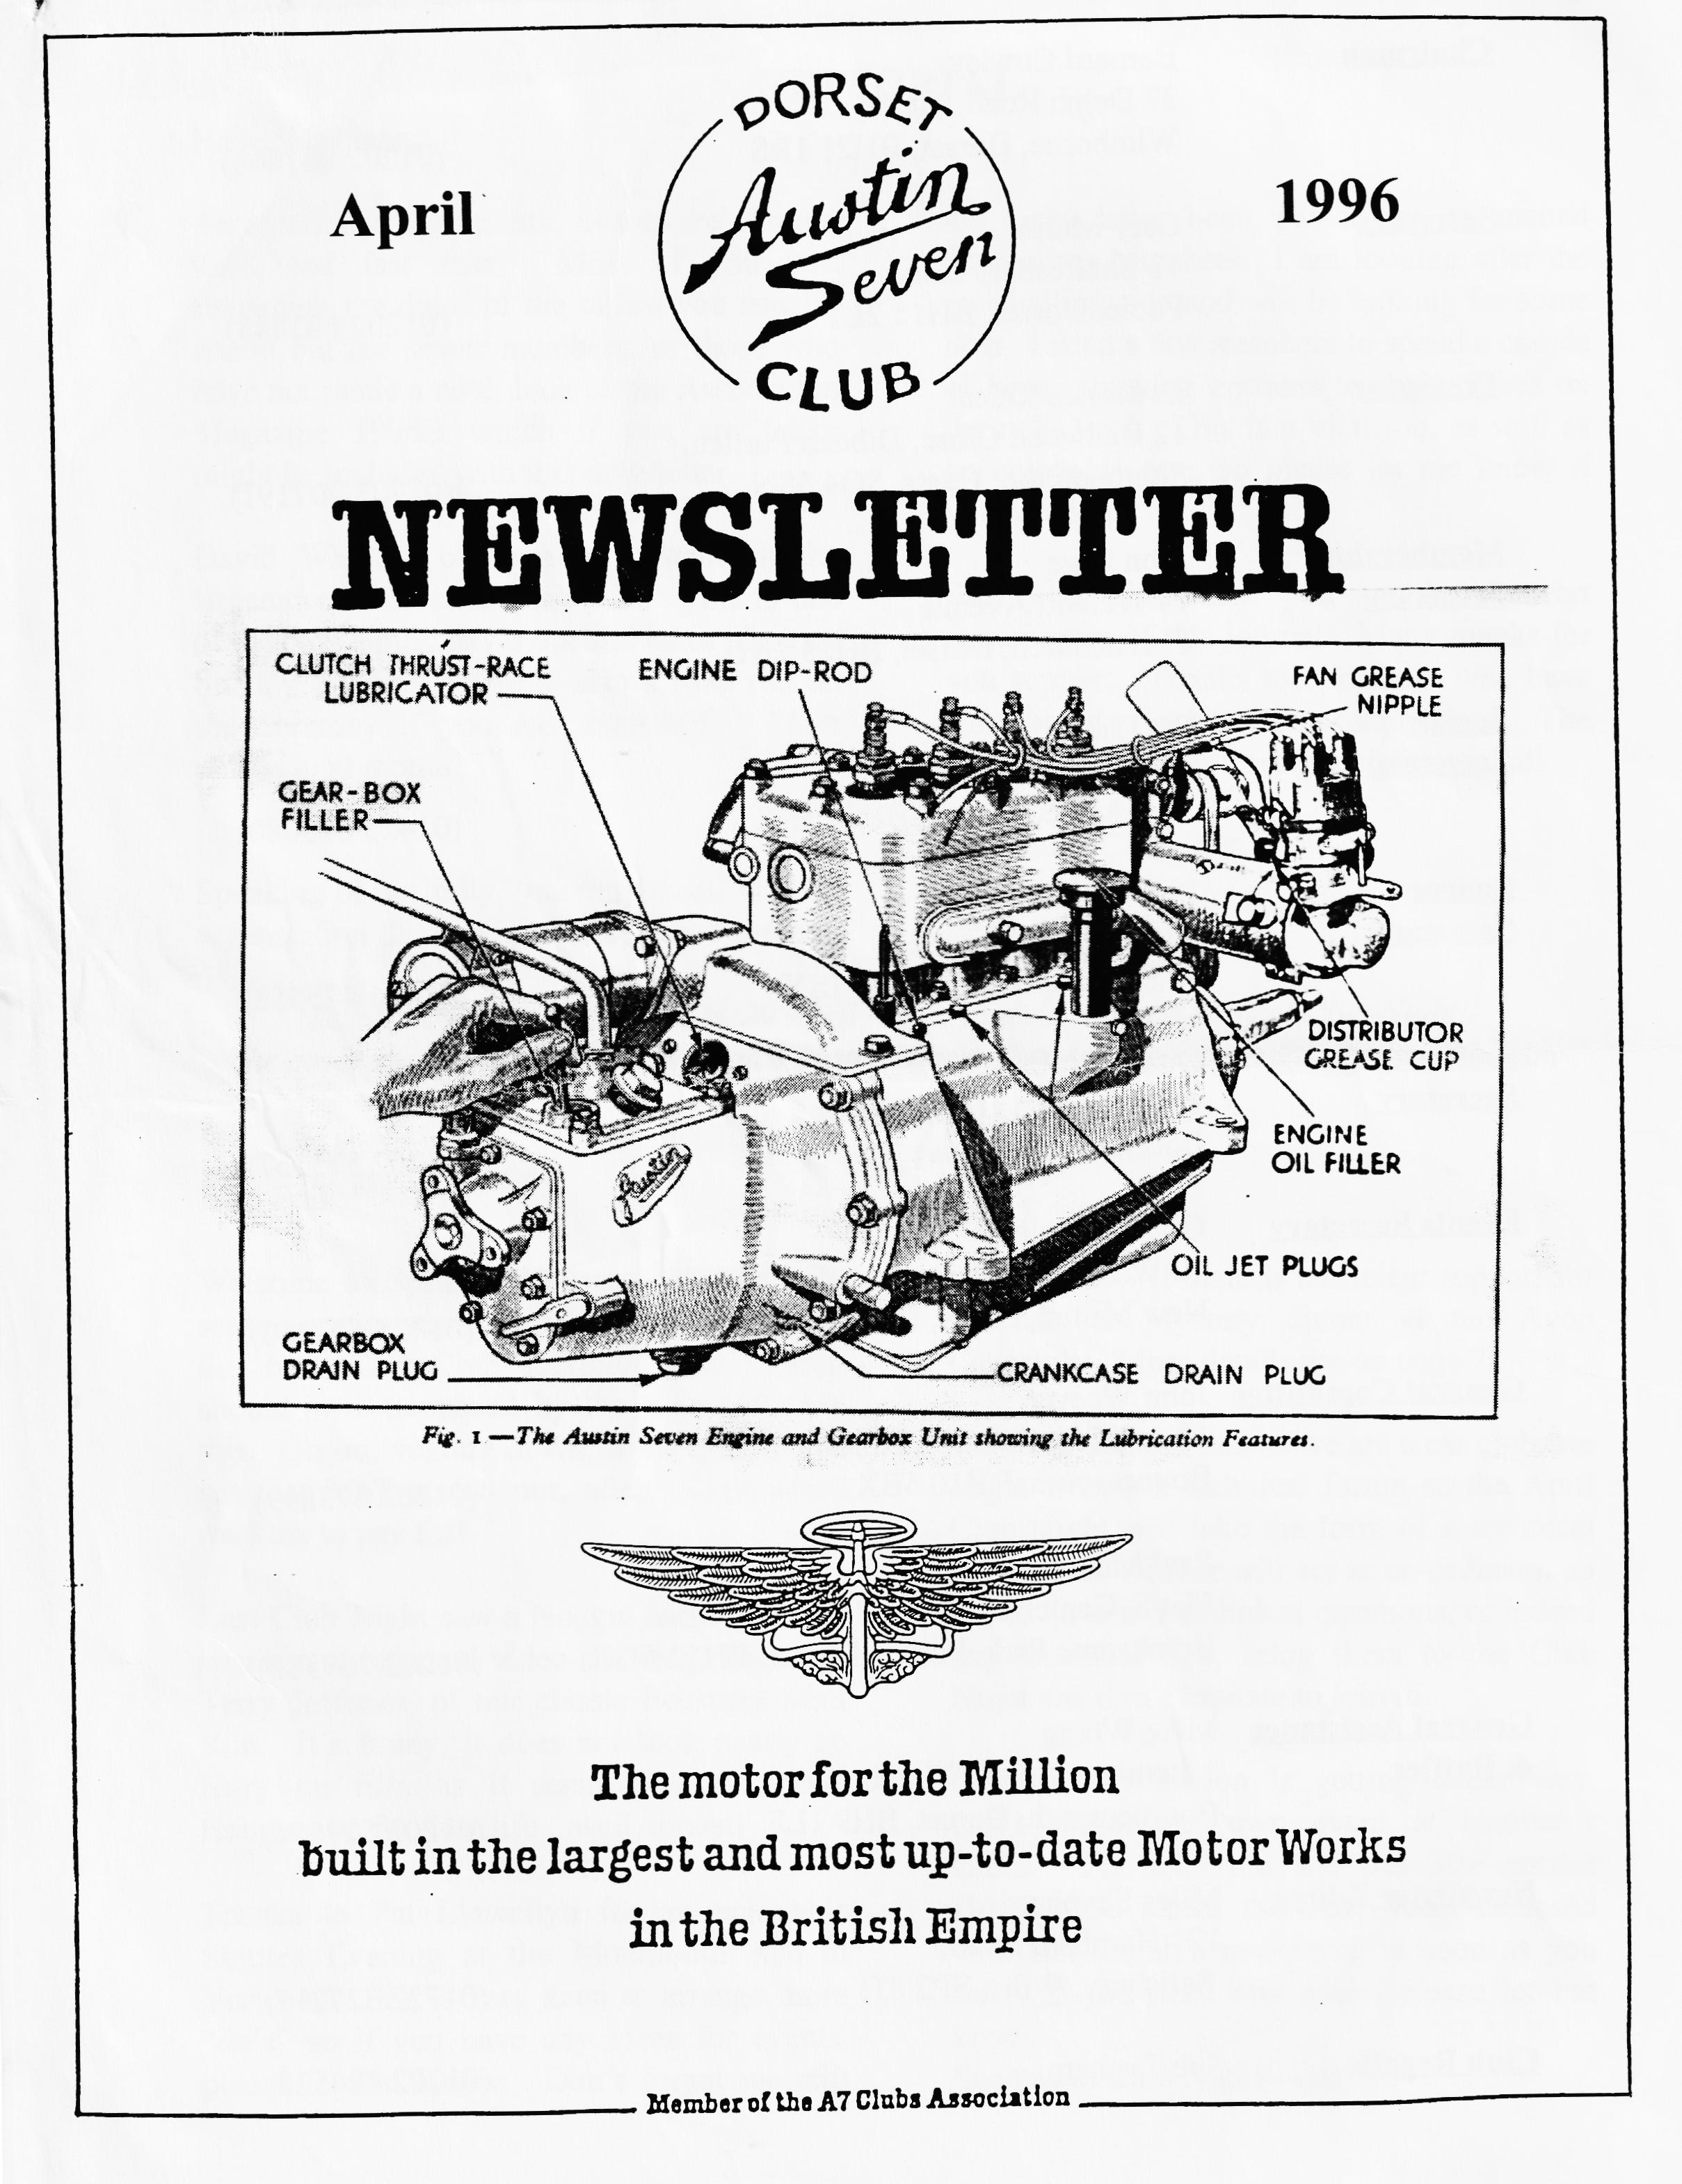 DORSET
April
Austin
Seven
1996
CLUB
NEWSLETTER
CLUTCH THRUST-RACE
LUBRICATOR
ENGINE DIP-ROD
FAN GREASE
NIPPLE
GEAR-BOX
FILLER
DISTRIBUTOR
GREASE CUP
ENGINE
OIL FILLER
Austin
OIL JET PLUGS
GEARBOX
DRAIN PLUG
CRANKCASE DRAIN PLUG
Fig. 1—The Austin Seven Engine and Gearbox Unit showing the Lubrication Features.
The motor for the Million
built in the largest and most up-to-date Motor Works
in the British Empire
Member of the A7 Clubs Association